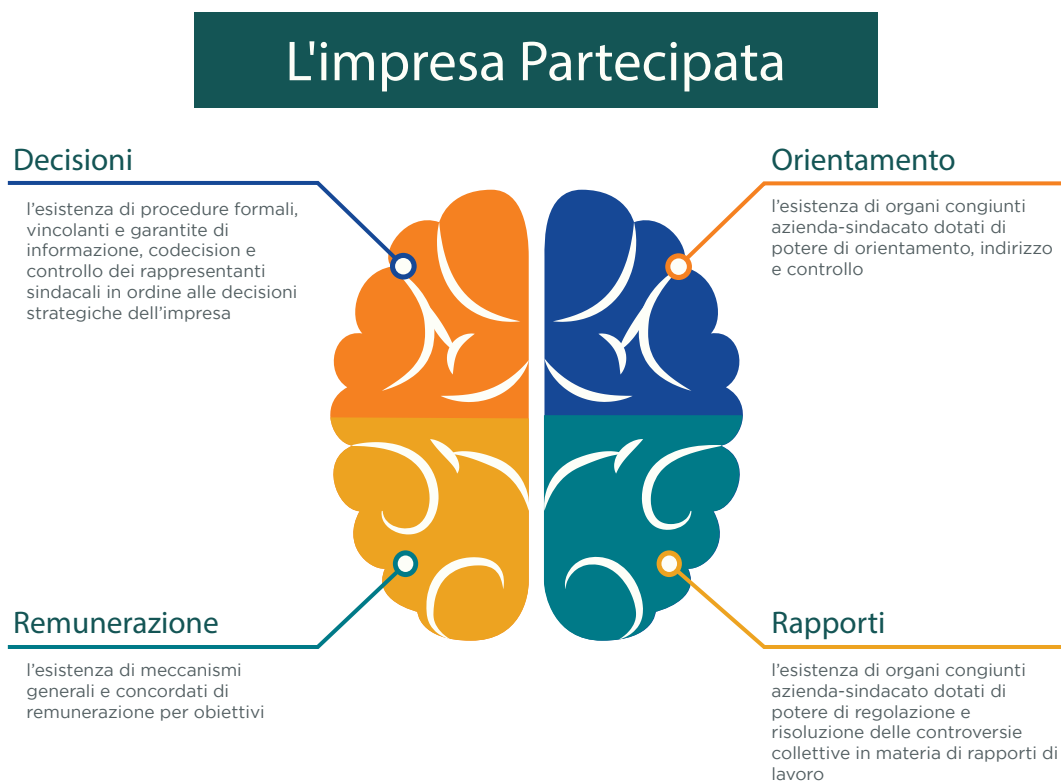 L'impresa Partecipata
Decisioni
l'esistenza di procedure formali,
vincolanti e garantite di
informazione, codecision e
controllo dei rappresentanti
sindacali in ordine alle decisioni
strategiche dell'impresa
Orientamento
l'esistenza di organi congiunti
azienda-sindacato dotati di
potere di orientamento, indirizzo
e controllo
Remunerazione
l'esistenza di meccanismi
generali e concordati di
remunerazione per obiettivi
Rapporti
l'esistenza di organi congiunti
azienda-sindacato dotati di
potere di regolazione e
risoluzione delle controversie
collettive in materia di rapporti di
lavoro